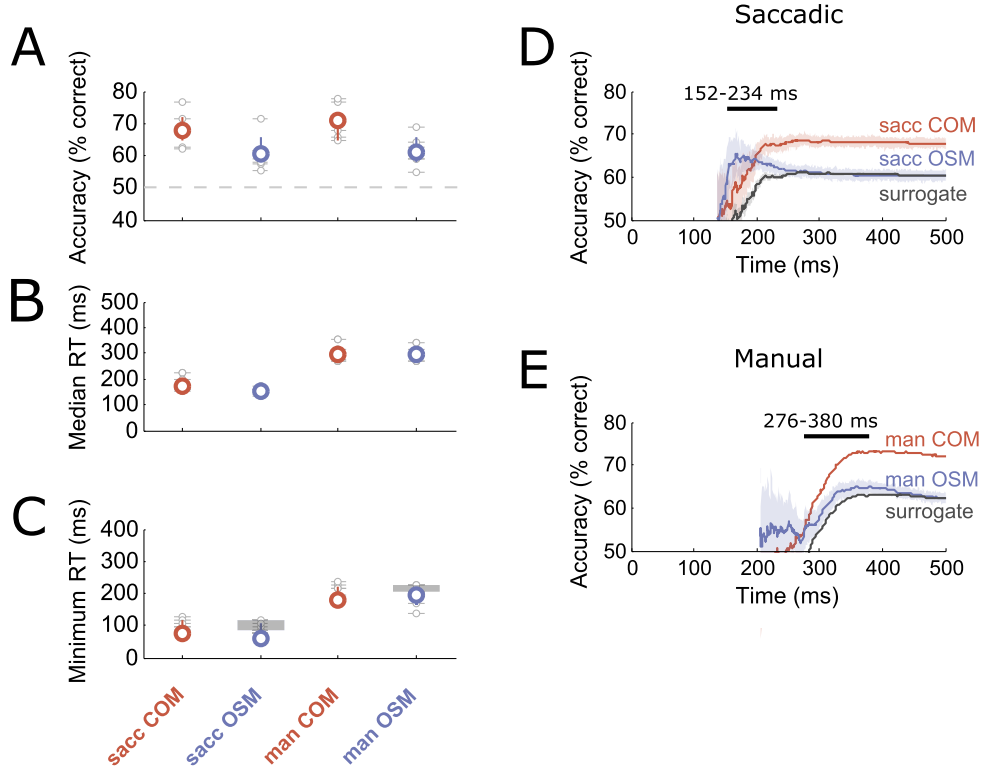 A
Accuracy (% correct)
80
70
60
50
40
B
Median RT (ms)
500
400
300
200
100
0
C
Minimum RT (ms)
400
300
200
100
0
sacc COM
sacc OSM
man COM
man OSM
Saccadic
D
Accuracy (% correct)
80
70
60
50
152-234 ms
sacc COM
sacc OSM
surrogate
0
100
200
300
400
500
Time (ms)
Manual
E
Accuracy (% correct)
80
70
60
50
276-380 ms
man COM
man OSM
surrogate
0
100
200
300
400
500
Time (ms)